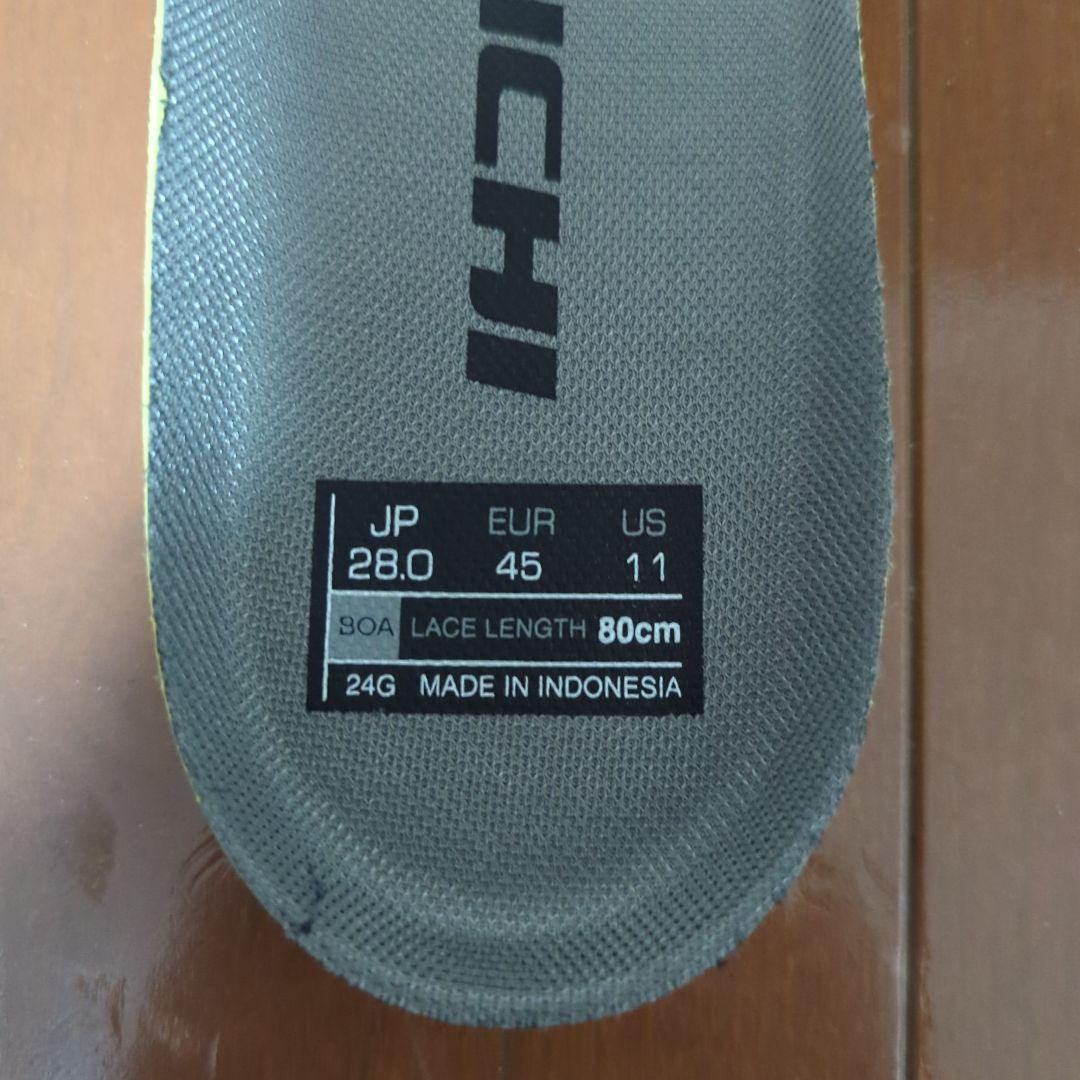 ICHI
JP EUR US
28.0 45 11
BOA LACE LENGTH 80cm
24G MADE IN INDONESIA